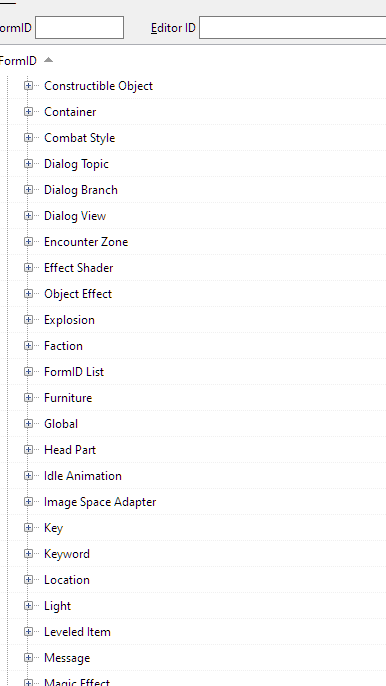 ormID
Editor ID
FormID
Constructible Object
Container
Combat Style
Dialog Topic
Dialog Branch
Dialog View
Encounter Zone
Effect Shader
Object Effect
Explosion
Faction
FormID List
Furniture
Global
Head Part
Idle Animation
Image Space Adapter
Key
Keyword
Location
Light
Leveled Item
Message
Magic Effect